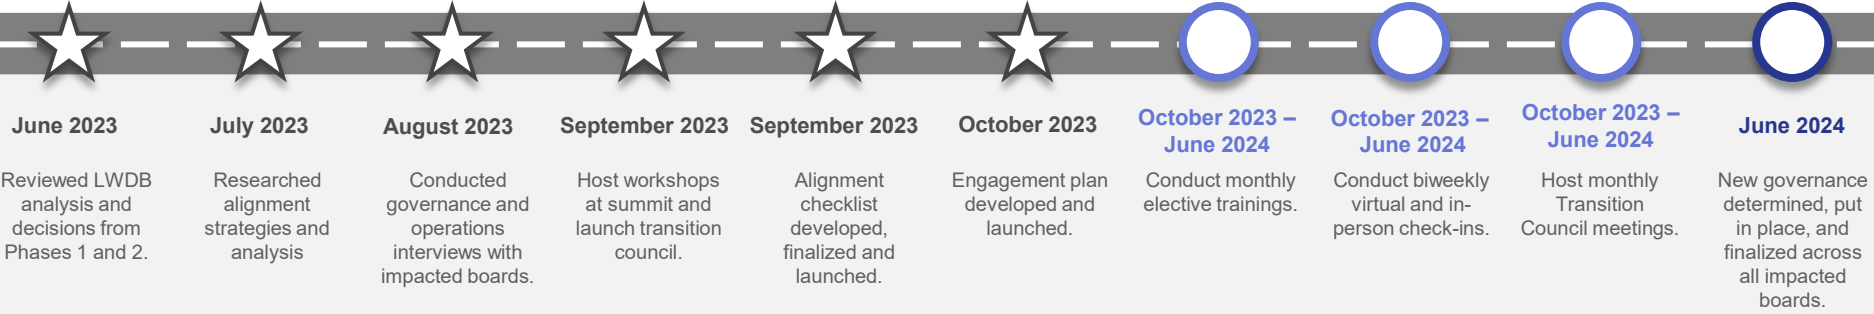 June 2023
Reviewed LWDB
analysis and
decisions from
Phases 1 and 2.
July 2023
Researched
alignment
strategies and
analysis
August 2023
Conducted
governance and
operations
interviews with
impacted boards.
September 2023
Host workshops
at summit and
launch transition
council.
September 2023
Alignment
checklist
developed,
finalized and
launched.
October 2023
Engagement plan
developed and
launched.
October 2023 –
June 2024
Conduct monthly
elective trainings.
October 2023 –
June 2024
Conduct biweekly
virtual and in-
person check-ins.
October 2023 –
June 2024
Host monthly
Transition
Council meetings.
June 2024
New governance
determined, put
in place, and
finalized across
all impacted
boards.